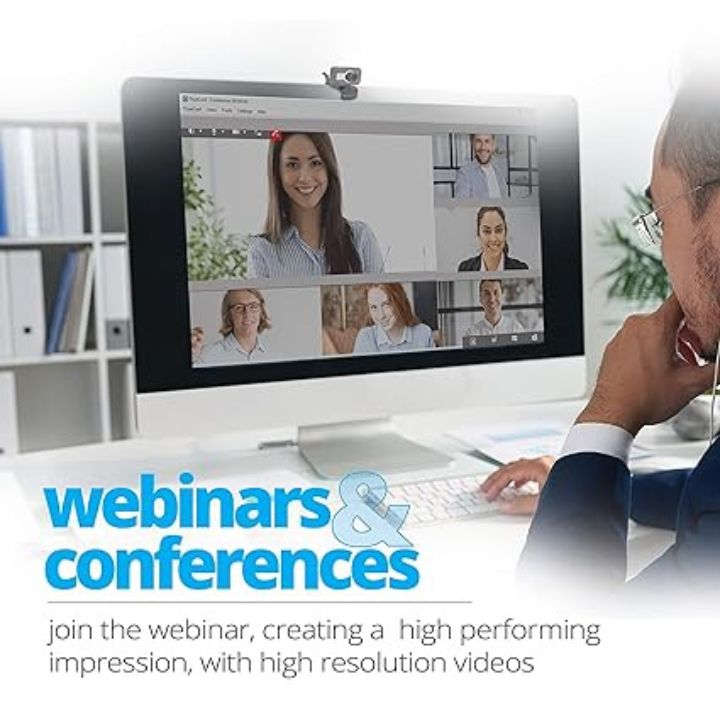 webinars &
conferences
join the webinar, creating a  high performing
impression, with high resolution videos